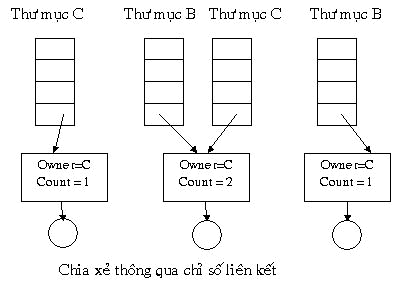 Thư mục C
Thư mục B
Thư mục C
Thư mục B
Owner=C
Count = 1
Owner=C
Count = 2
Owner=C
Count = 1
Chia xẻ thông qua chỉ số liên kết